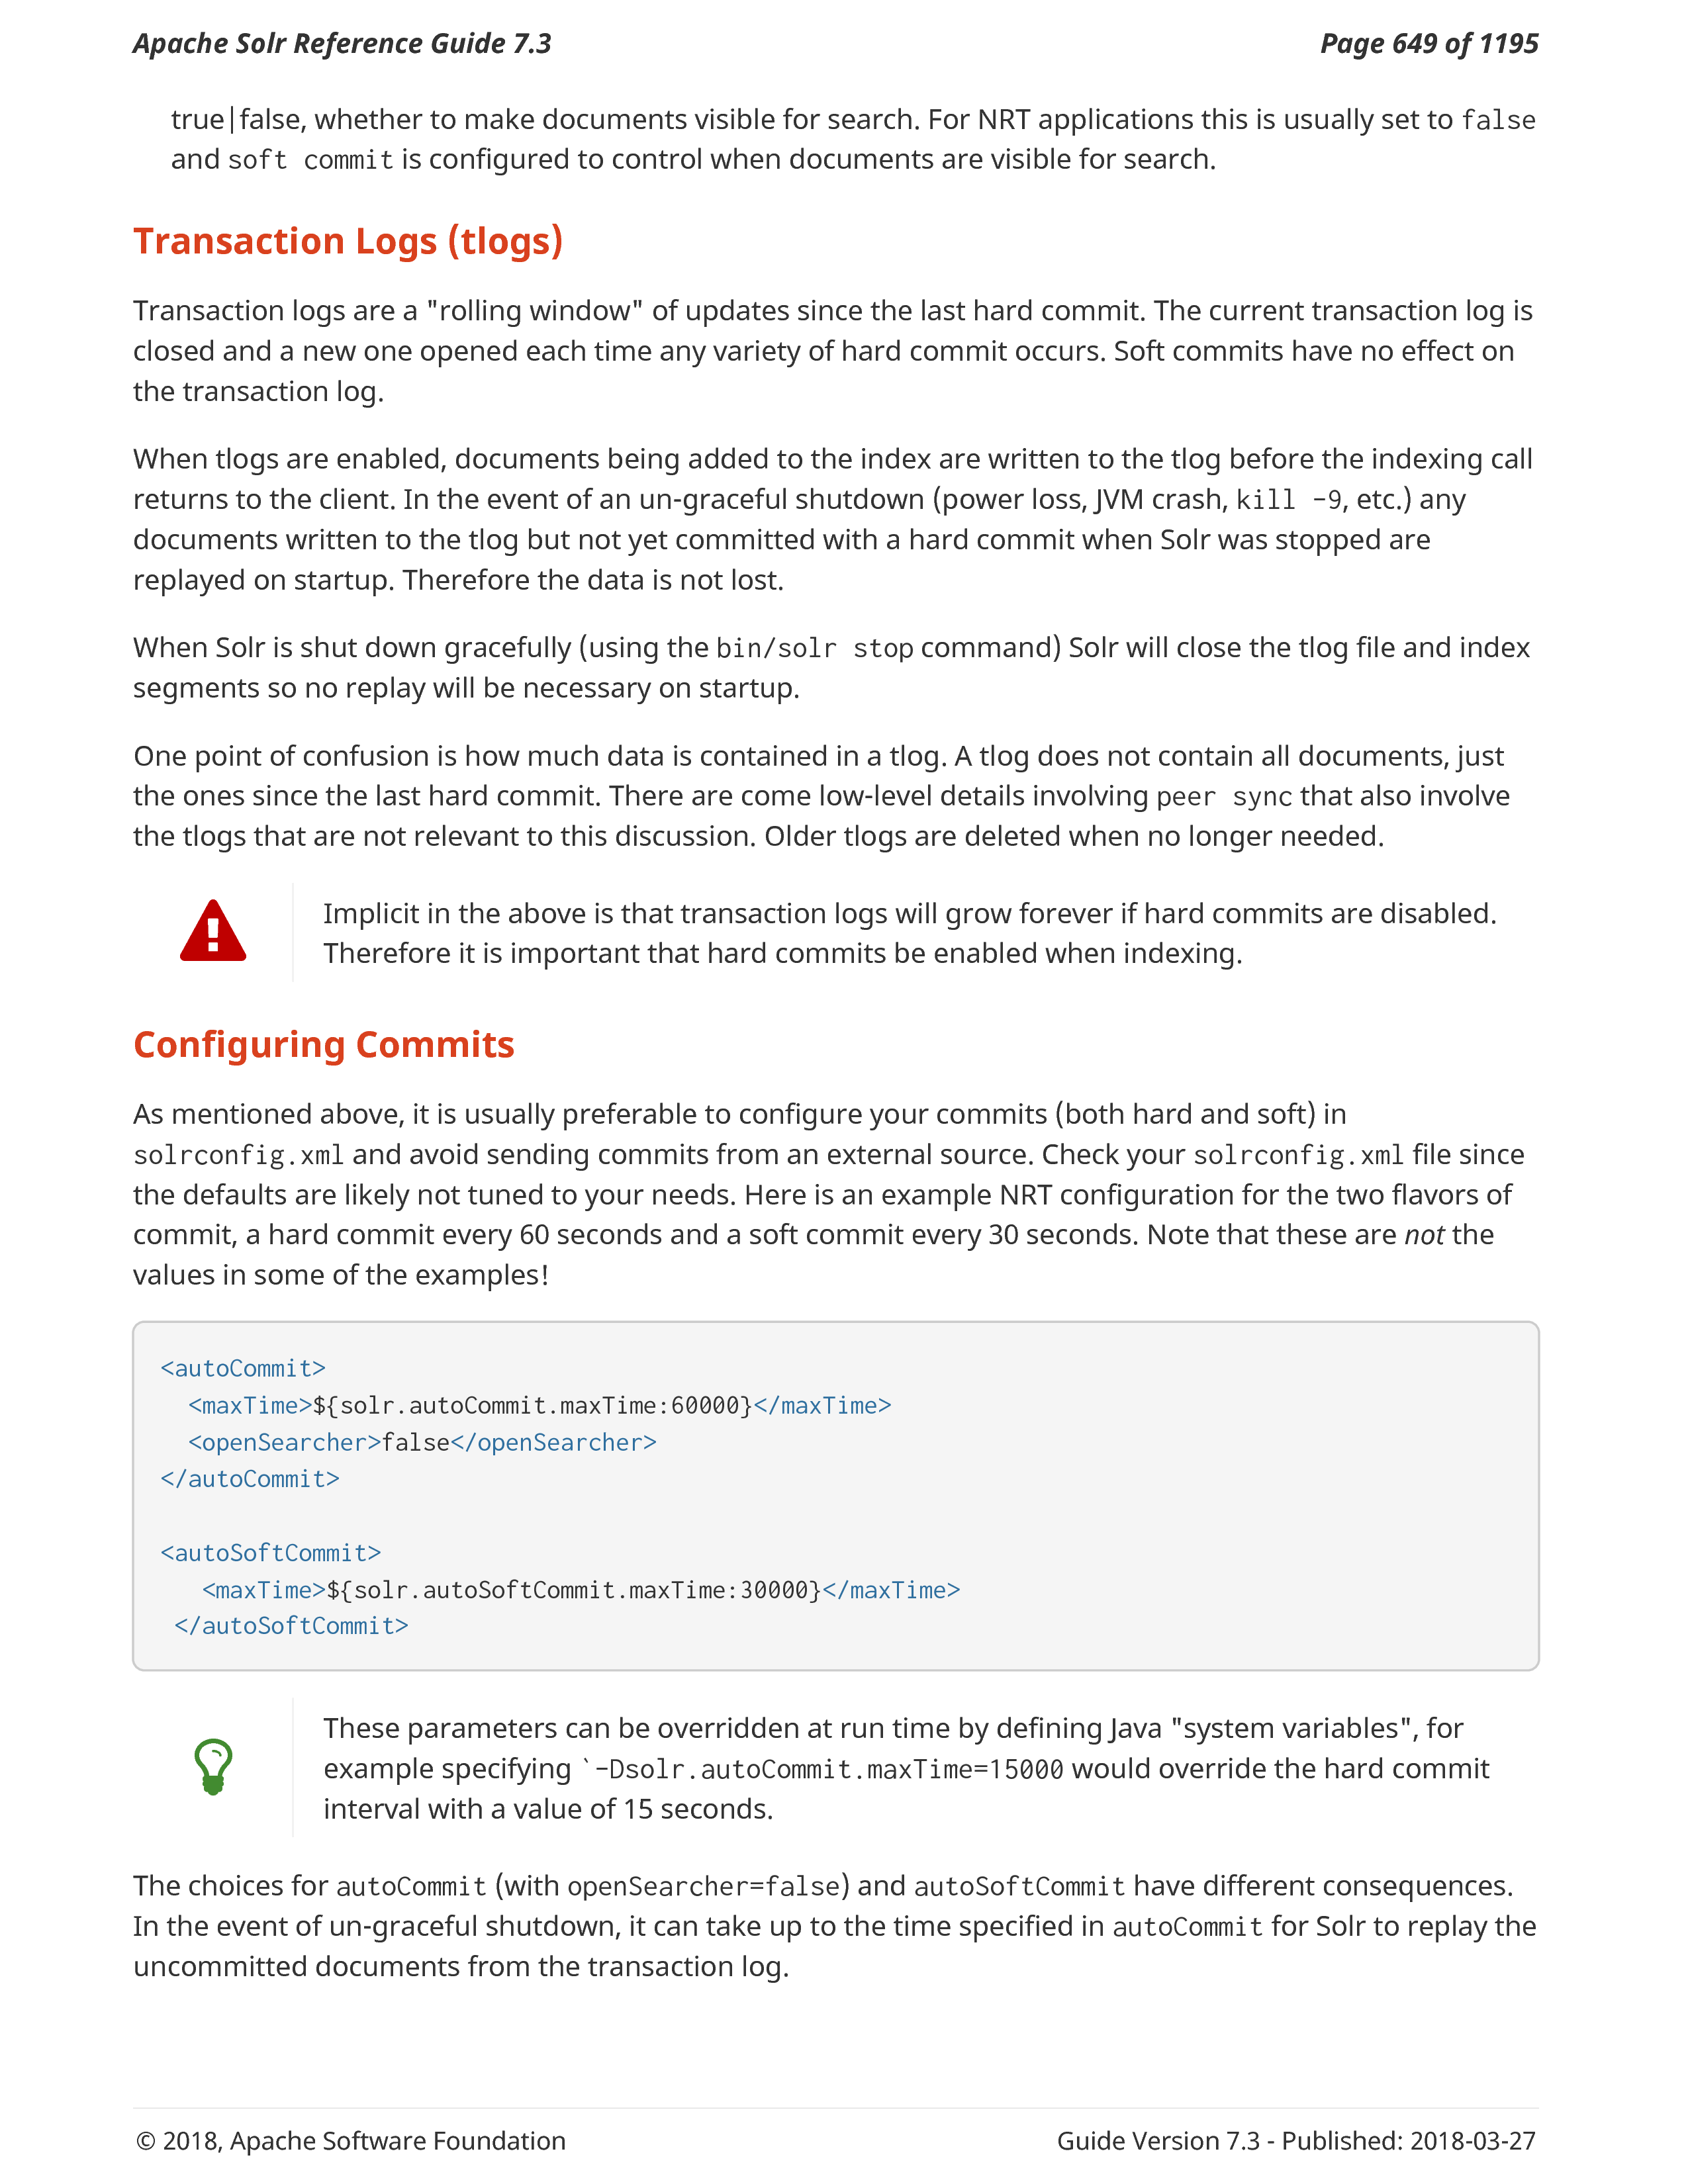 Apache Solr Reference Guide 7.3 Page 649 of 1195
true|false, whether to make documents visible for search. For NRT applications this is usually set to false
and soft commit is configured to control when documents are visible for search.
Transaction Logs (tlogs)
Transaction logs are a "rolling window" of updates since the last hard commit. The current transaction log is
closed and a new one opened each time any variety of hard commit occurs. Soft commits have no effect on
the transaction log.
When tlogs are enabled, documents being added to the index are written to the tlog before the indexing call
returns to the client. In the event of an un-graceful shutdown (power loss, JVM crash, kill -9, etc.) any
documents written to the tlog but not yet committed with a hard commit when Solr was stopped are
replayed on startup. Therefore the data is not lost.
When Solr is shut down gracefully (using the bin/solr stop command) Solr will close the tlog file and index
segments so no replay will be necessary on startup.
One point of confusion is how much data is contained in a tlog. A tlog does not contain all documents, just
the ones since the last hard commit. There are come low-level details involving peer sync that also involve
the tlogs that are not relevant to this discussion. Older tlogs are deleted when no longer needed.
Implicit in the above is that transaction logs will grow forever if hard commits are disabled.
Therefore it is important that hard commits be enabled when indexing.
Configuring Commits
As mentioned above, it is usually preferable to configure your commits (both hard and soft) in
solrconfig.xml and avoid sending commits from an external source. Check your solrconfig.xml file since
the defaults are likely not tuned to your needs. Here is an example NRT configuration for the two flavors of
commit, a hard commit every 60 seconds and a soft commit every 30 seconds. Note that these are not the
values in some of the examples!
<autoCommit>
  <maxTime>${solr.autoCommit.maxTime:60000}</maxTime>
  <openSearcher>false</openSearcher>
</autoCommit>
<autoSoftCommit>
   <maxTime>${solr.autoSoftCommit.maxTime:30000}</maxTime>
 </autoSoftCommit>
These parameters can be overridden at run time by defining Java "system variables", for
example specifying `-Dsolr.autoCommit.maxTime=15000 would override the hard commit
interval with a value of 15 seconds.
The choices for autoCommit (with openSearcher=false) and autoSoftCommit have different consequences.
In the event of un-graceful shutdown, it can take up to the time specified in autoCommit for Solr to replay the
uncommitted documents from the transaction log.
© 2018, Apache Software Foundation Guide Version 7.3 - Published: 2018-03-27